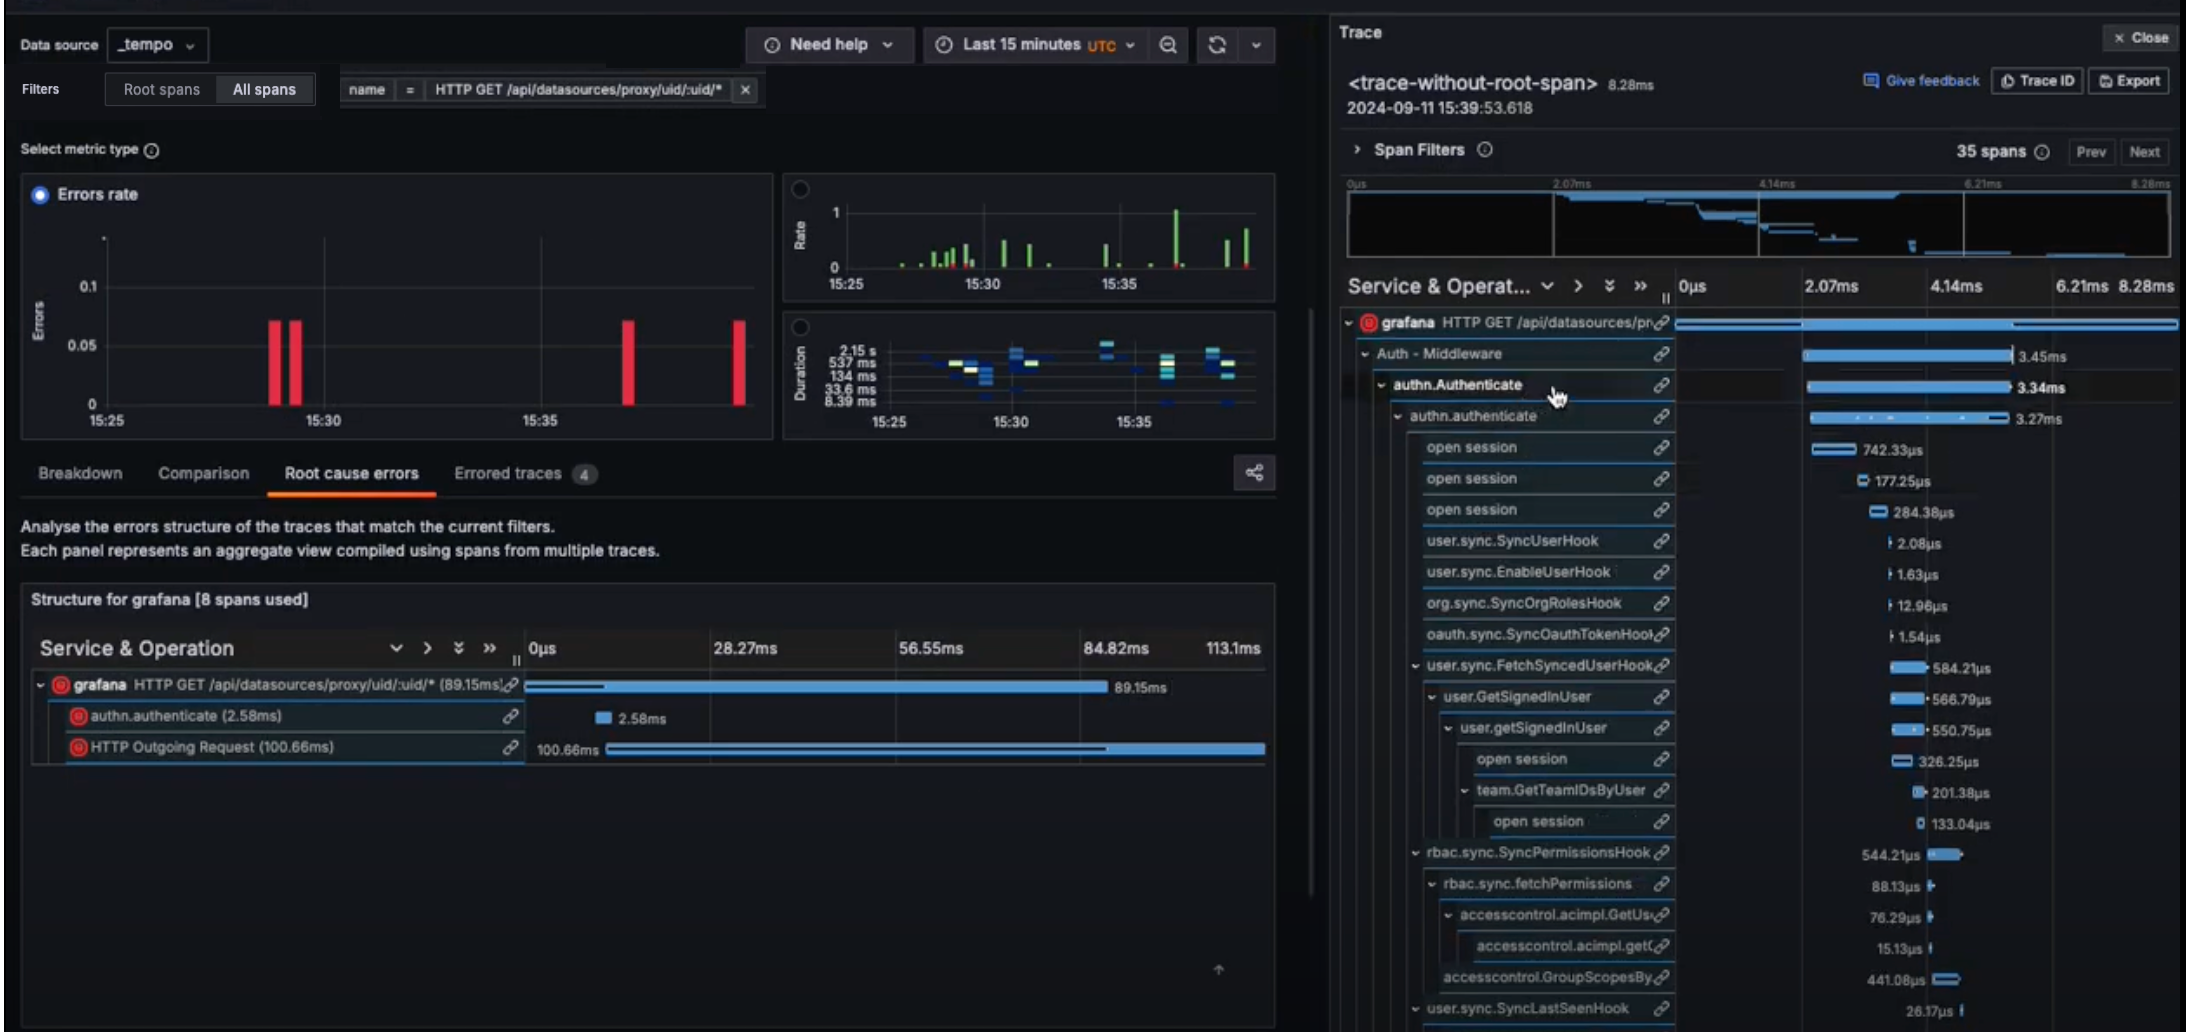 Data source _tempo
Need help
Last 15 minutes UTC
Filters Root spans All spans name = HTTP GET /api/datasources/proxy/uid/:uid/* ×
Select metric type
Errors rate
Errors
0.1
0.05
0
15:25 15:30 15:35
Rate
1
0
15:25 15:30 15:35
Duration
2.15 s
537 ms
134 ms
33.6 ms
8.39 ms
15:25 15:30 15:35
Breakdown Comparison Root cause errors Errored traces 4
Analyse the errors structure of the traces that match the current filters.
Each panel represents an aggregate view compiled using spans from multiple traces.
Structure for grafana [8 spans used]
Service & Operation 0μs 28.27ms 56.55ms 84.82ms 113.1ms
grafana HTTP GET /api/datasources/proxy/uid/:uid/* (89.15ms) 89.15ms
authn.authenticate (2.58ms) 2.58ms
HTTP Outgoing Request (100.66ms) 100.66ms
Trace
× Close
<trace-without-root-span> 8.28ms
Give feedback Trace ID Export
2024-09-11 15:39:53.618
Span Filters 35 spans Prev Next
0μs 2.07ms 4.14ms 6.21ms 8.28ms
Service & Operat... 0μs 2.07ms 4.14ms 6.21ms 8.28ms
grafana HTTP GET /api/datasources/pr
Auth - Middleware 3.45ms
authn.Authenticate 3.34ms
authn.authenticate 3.27ms
open session 742.33μs
open session 177.25μs
open session 284.38μs
user.sync.SyncUserHook 2.08μs
user.sync.EnableUserHook 1.63μs
org.sync.SyncOrgRolesHook 12.96μs
oauth.sync.SyncOauthTokenHook 1.54μs
user.sync.FetchSyncedUserHook 584.21μs
user.GetSignedInUser 566.79μs
user.getSignedInUser 550.75μs
open session 326.25μs
team.GetTeamIDsByUser 201.38μs
open session 133.04μs
rbac.sync.SyncPermissionsHook 544.21μs
rbac.sync.fetchPermissions 88.13μs
accesscontrol.acimpl.GetUs 76.29μs
accesscontrol.acimpl.get 15.13μs
accesscontrol.GroupScopesBy 441.08μs
user.sync.SyncLastSeenHook 26.17μs